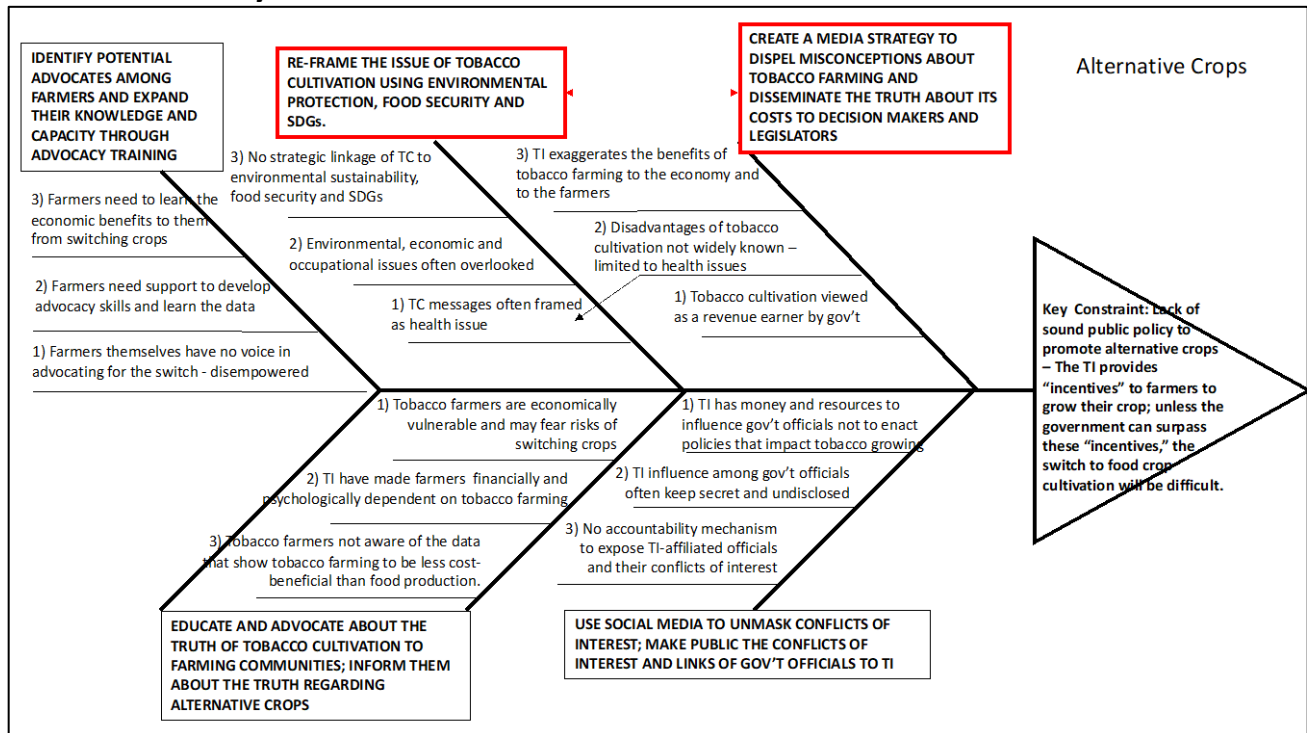 Alternative Crops
IDENTIFY POTENTIAL
ADVOCATES AMONG
FARMERS AND EXPAND
THEIR KNOWLEDGE AND
CAPACITY THROUGH
ADVOCACY TRAINING
3) Farmers need to learn the
economic benefits to them
from switching crops
2) Farmers need support to develop
advocacy skills and learn the data
1) Farmers themselves have no voice in
advocating for the switch - disempowered
RE-FRAME THE ISSUE OF TOBACCO
CULTIVATION USING ENVIRONMENTAL
PROTECTION, FOOD SECURITY AND
SDGs.
3) No strategic linkage of TC to
environmental sustainability,
food security and SDGs
2) Environmental, economic and
occupational issues often overlooked
1) TC messages often framed
as health issue
CREATE A MEDIA STRATEGY TO
DISPEL MISCONCEPTIONS ABOUT
TOBACCO FARMING AND
DISSEMINATE THE TRUTH ABOUT ITS
COSTS TO DECISION MAKERS AND
LEGISLATORS
3) TI exaggerates the benefits of
tobacco farming to the economy and
to the farmers
2) Disadvantages of tobacco
cultivation not widely known –
limited to health issues
1) Tobacco cultivation viewed
as a revenue earner by gov't
Key Constraint: Lack of
sound public policy to
promote alternative crops
– The TI provides
“incentives” to farmers to
grow their crop; unless the
government can surpass
these “incentives,” the
switch to food crop
cultivation will be difficult.
1) Tobacco farmers are economically
vulnerable and may fear risks of
switching crops
2) TI have made farmers financially and
psychologically dependent on tobacco farming
3) Tobacco farmers not aware of the data
that show tobacco farming to be less cost-
beneficial than food production.
EDUCATE AND ADVOCATE ABOUT THE
TRUTH OF TOBACCO CULTIVATION TO
FARMING COMMUNITIES; INFORM THEM
ABOUT THE TRUTH REGARDING
ALTERNATIVE CROPS
1) TI has money and resources to
influence gov't officials not to enact
policies that impact tobacco growing
2) TI influence among gov't officials
often keep secret and undisclosed
3) No accountability mechanism
to expose TI-affiliated officials
and their conflicts of interest
USE SOCIAL MEDIA TO UNMASK CONFLICTS OF
INTEREST; MAKE PUBLIC THE CONFLICTS OF
INTEREST AND LINKS OF GOV'T OFFICIALS TO TI